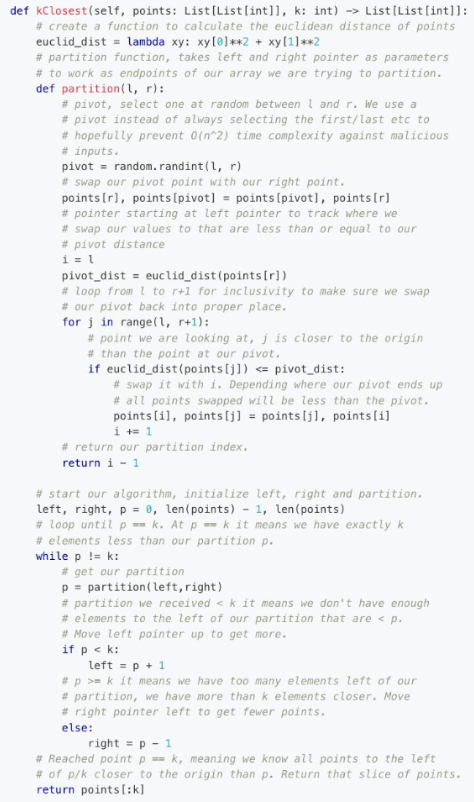 def kClosest(self, points: List[List[int]], k: int) -> List[List[int]]:
    # create a function to calculate the euclidean distance of points
    euclid_dist = lambda xy: xy[0]**2 + xy[1]**2
    # partition function, takes left and right pointer as parameters
    # to work as endpoints of our array we are trying to partition.
    def partition(l, r):
        # pivot, select one at random between l and r. We use a
        # pivot instead of always selecting the first/last etc to
        # hopefully prevent O(n^2) time complexity against malicious
        # inputs.
        pivot = random.randint(l, r)
        # swap our pivot point with our right point.
        points[r], points[pivot] = points[pivot], points[r]
        # pointer starting at left pointer to track where we
        # swap our values to that are less than or equal to our
        # pivot distance
        i = l
        pivot_dist = euclid_dist(points[r])
        # loop from l to r+1 for inclusivity to make sure we swap
        # our pivot back into proper place.
        for j in range(l, r+1):
            # point we are looking at, j is closer to the origin
            # than the point at our pivot.
            if euclid_dist(points[j]) <= pivot_dist:
                # swap it with i. Depending where our pivot ends up
                # all points swapped will be less than the pivot.
                points[i], points[j] = points[j], points[i]
                i += 1
        # return our partition index.
        return i - 1

    # start our algorithm, initialize left, right and partition.
    left, right, p = 0, len(points) - 1, len(points)
    # loop until p == k. At p == k it means we have exactly k
    # elements less than our partition p.
    while p != k:
        # get our partition
        p = partition(left,right)
        # partition we received < k it means we don't have enough
        # elements to the left of our partition that are < p.
        # Move left pointer up to get more.
        if p < k:
            left = p + 1
        # p >= k it means we have too many elements left of our
        # partition, we have more than k elements closer. Move
        # right pointer left to get fewer points.
        else:
            right = p - 1
    # Reached point p == k, meaning we know all points to the left
    # of p/k closer to the origin than p. Return that slice of points.
    return points[:k]